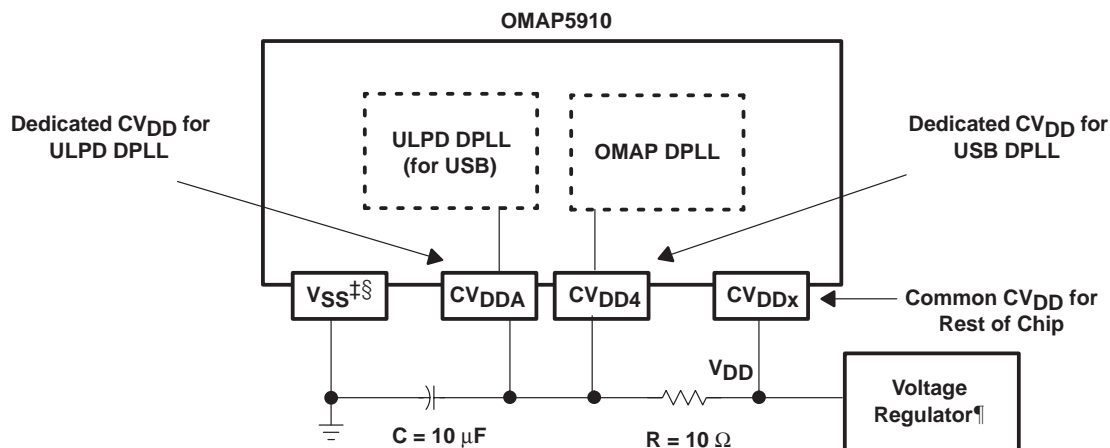 OMAP5910
Dedicated CVDD for
ULPD DPLL
ULPD DPLL
(for USB)
OMAP DPLL
Dedicated CVDD for
USB DPLL
VSS‡§
CVDDA
CVDD4
CVDDx
Common CVDD for
Rest of Chip
VDD
Voltage
Regulator¶
C = 10 μF
R = 10 Ω